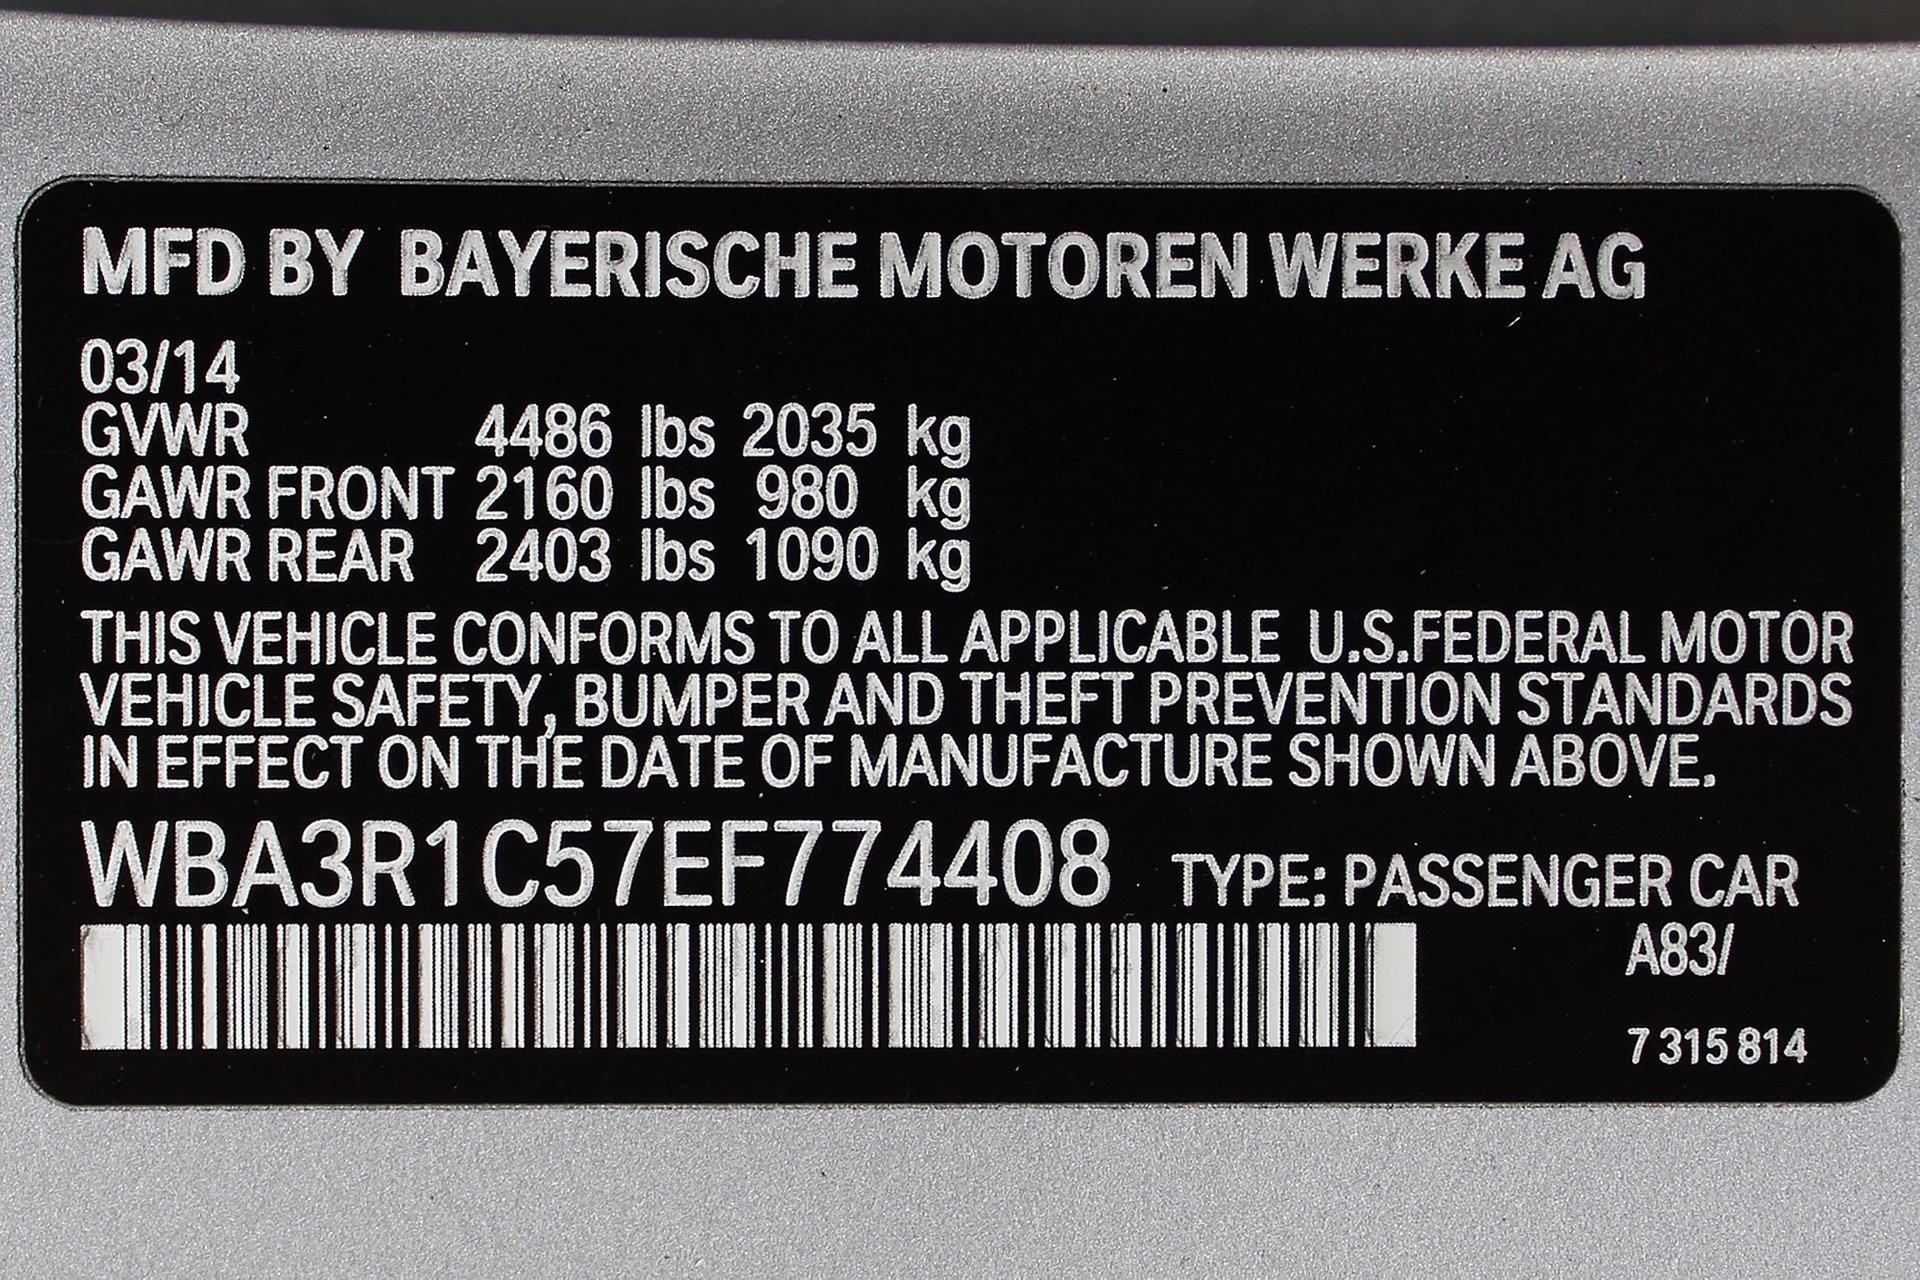 MFD BY BAYERISCHE MOTOREN WERKE AG
03/14
GVWR 4486 lbs 2035 kg
GAWR FRONT 2160 lbs 980 kg
GAWR REAR 2403 lbs 1090 kg
THIS VEHICLE CONFORMS TO ALL APPLICABLE U.S.FEDERAL MOTOR
VEHICLE SAFETY, BUMPER AND THEFT PREVENTION STANDARDS
IN EFFECT ON THE DATE OF MANUFACTURE SHOWN ABOVE.
WBA3R1C57EF774408 TYPE: PASSENGER CAR
A83/
7 315 814